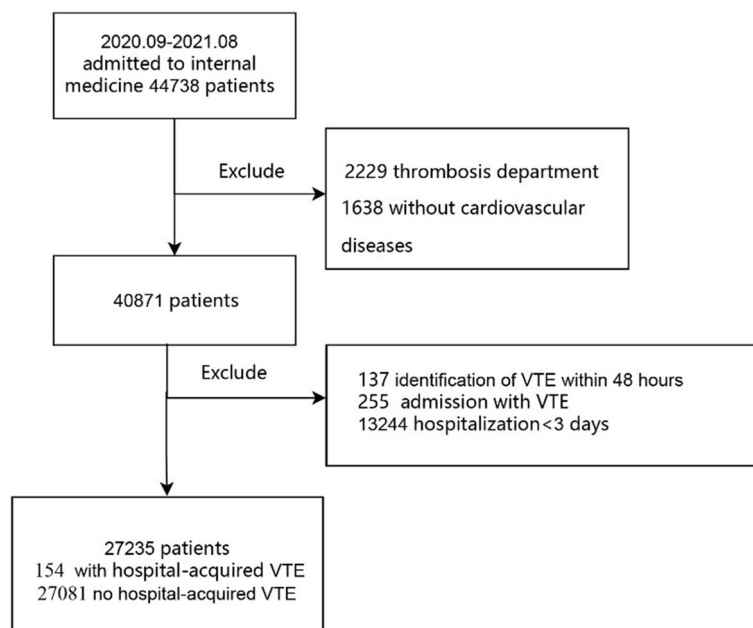 2020.09-2021.08
admitted to internal
medicine 44738 patients
Exclude
2229 thrombosis department
1638 without cardiovascular
diseases
40871 patients
Exclude
137 identification of VTE within 48 hours
255 admission with VTE
13244 hospitalization<3 days
27235 patients
154 with hospital-acquired VTE
27081 no hospital-acquired VTE